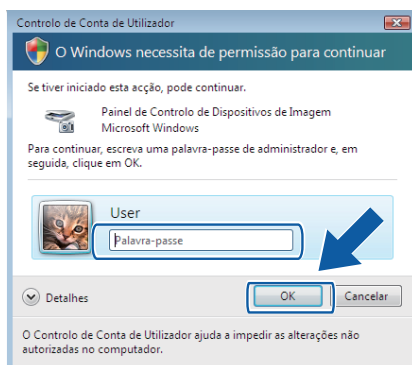 Controlo de Conta de Utilizador
O Windows necessita de permissão para continuar
Se tiver iniciado esta acção, pode continuar.
Painel de Controlo de Dispositivos de Imagem
Microsoft Windows
Para continuar, escreva uma palavra-passe de administrador e, em
seguida, clique em OK.
User
Palavra-passe
Detalhes
OK
Cancelar
O Controlo de Conta de Utilizador ajuda a impedir as alterações não
autorizadas no computador.